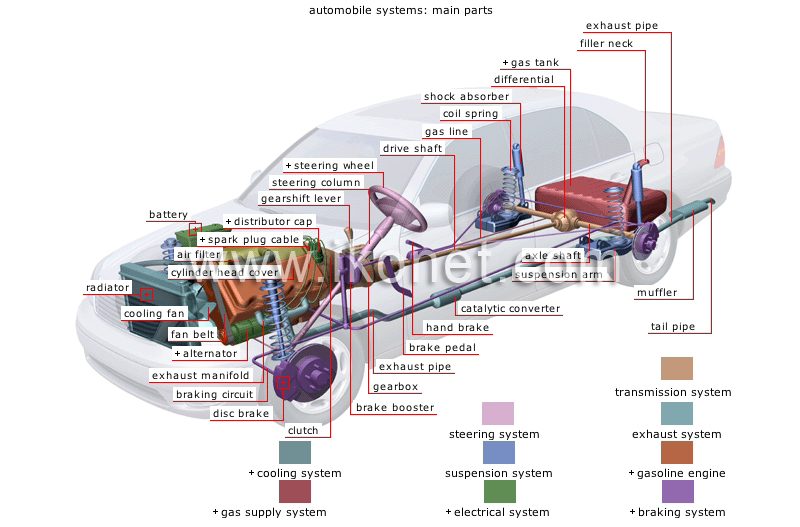 automobile systems: main parts
exhaust pipe
filler neck
+ gas tank
differential
shock absorber
coil spring
gas line
drive shaft
+ steering wheel
steering column
gearshift lever
battery
+ distributor cap
+ spark plug cable
air filter
cylinder head cover
www.ikonet.com
axle shaft
suspension arm
radiator
muffler
cooling fan
catalytic converter
hand brake
tail pipe
fan belt
brake pedal
+ alternator
exhaust pipe
exhaust manifold
gearbox
braking circuit
brake booster
disc brake
clutch
transmission system
steering system
exhaust system
+ cooling system
suspension system
+ gasoline engine
+ gas supply system
+ electrical system
+ braking system